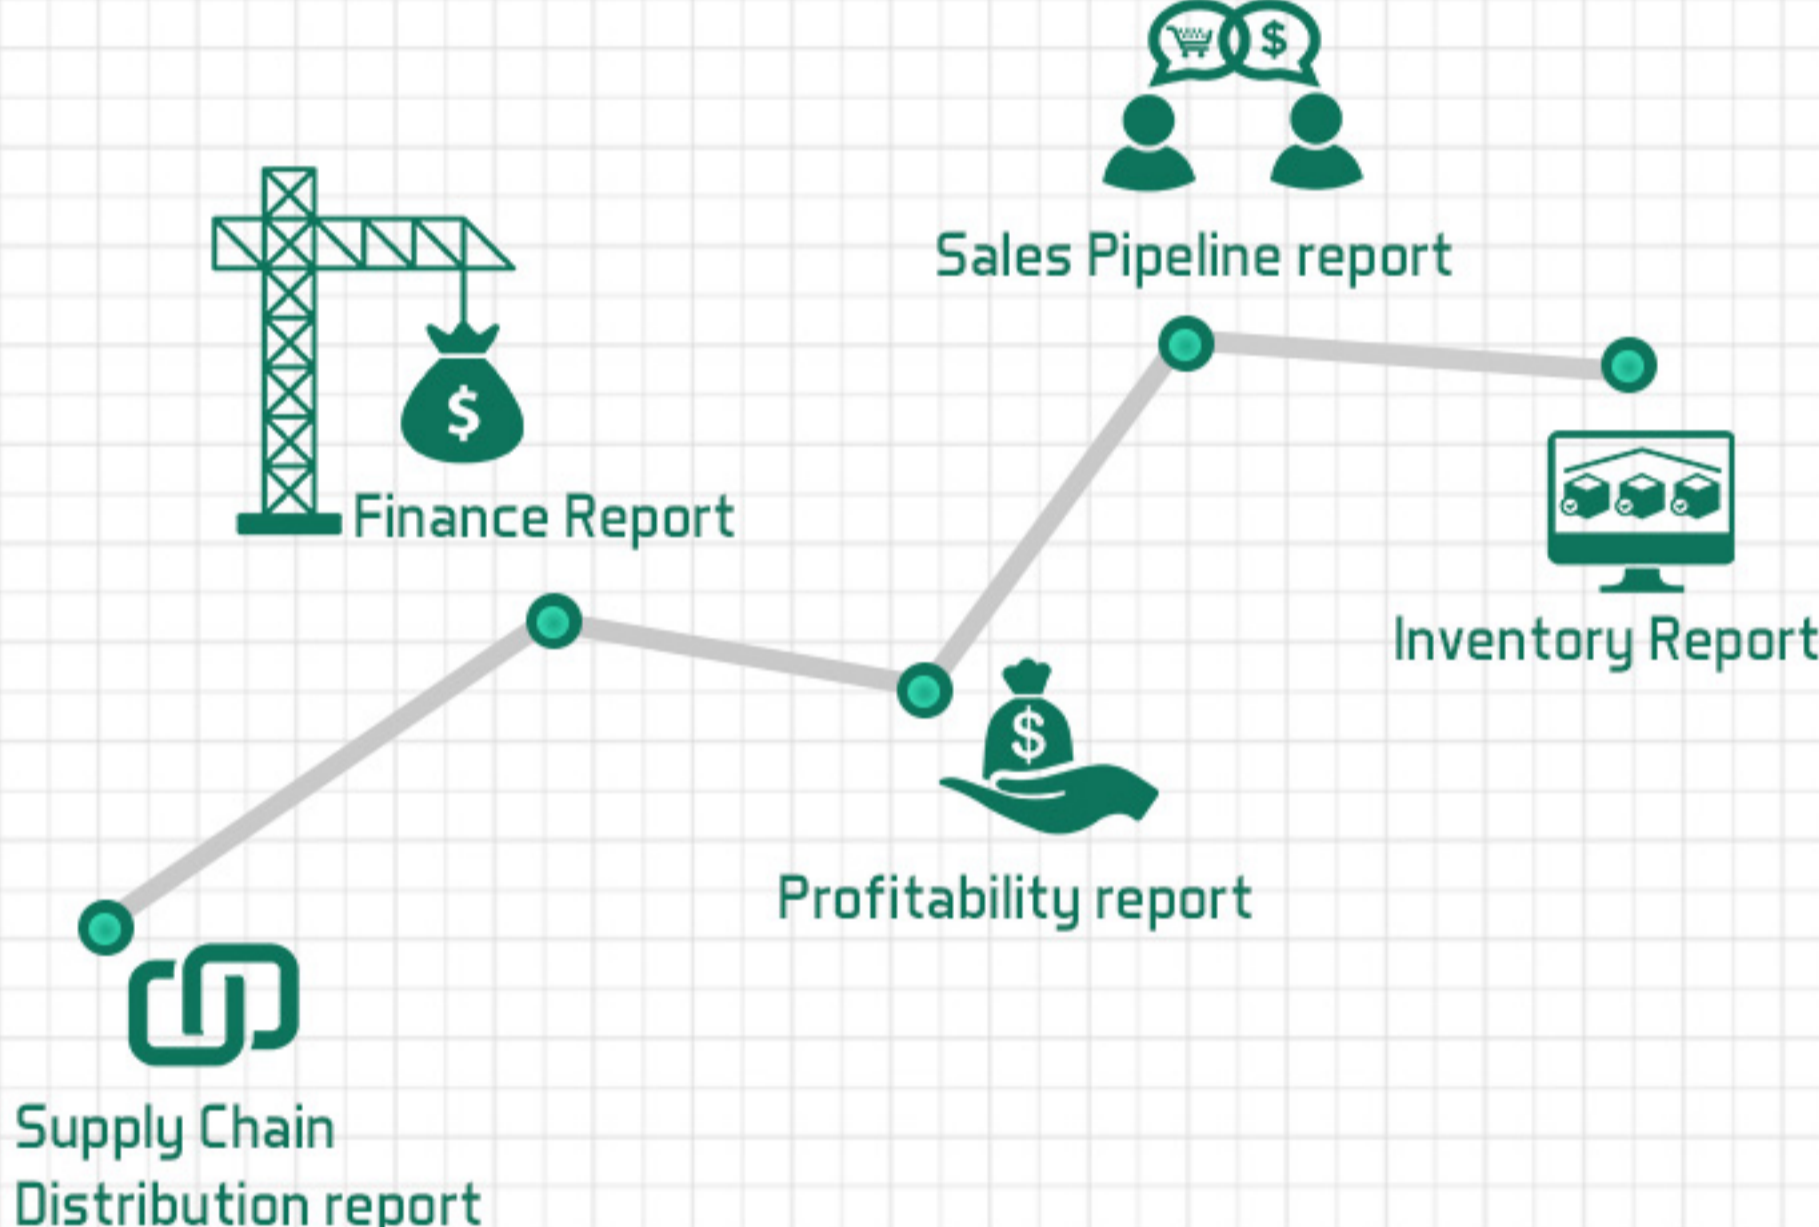 $
Sales Pipeline report
$
Finance Report
Inventory Report
$
Profitability report
Supply Chain
Distribution report